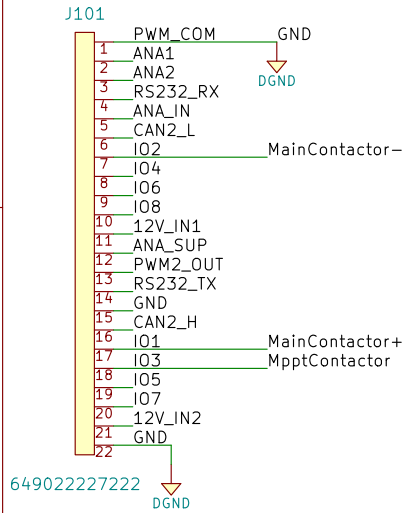 J101
PWM_COM GND
1
ANA1
DGND
2
ANA2
3
RS232_RX
4
ANA_IN
5
CAN2_L
6
IO2 MainContactor-
7
IO4
8
IO6
9
IO8
10
12V_IN1
11
ANA_SUP
12
PWM2_OUT
13
RS232_TX
14
GND
15
CAN2_H
16
IO1 MainContactor+
17
IO3 MpptContactor
18
IO5
19
IO7
20
12V_IN2
21
GND
22
649022227222
DGND